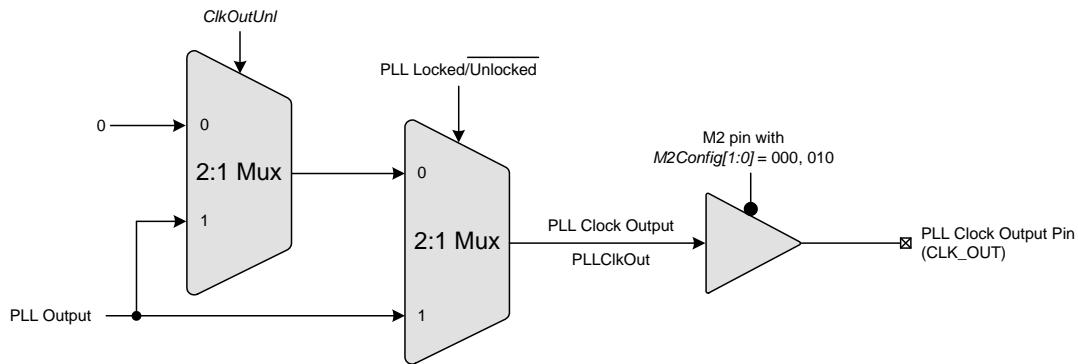 ClkOutUnl
PLL Locked/Unlocked
0
0
M2 pin with
M2Config[1:0] = 000, 010
2:1 Mux
0
1
2:1 Mux
PLL Clock Output
PLLClkOut
PLL Clock Output Pin
(CLK_OUT)
PLL Output
1